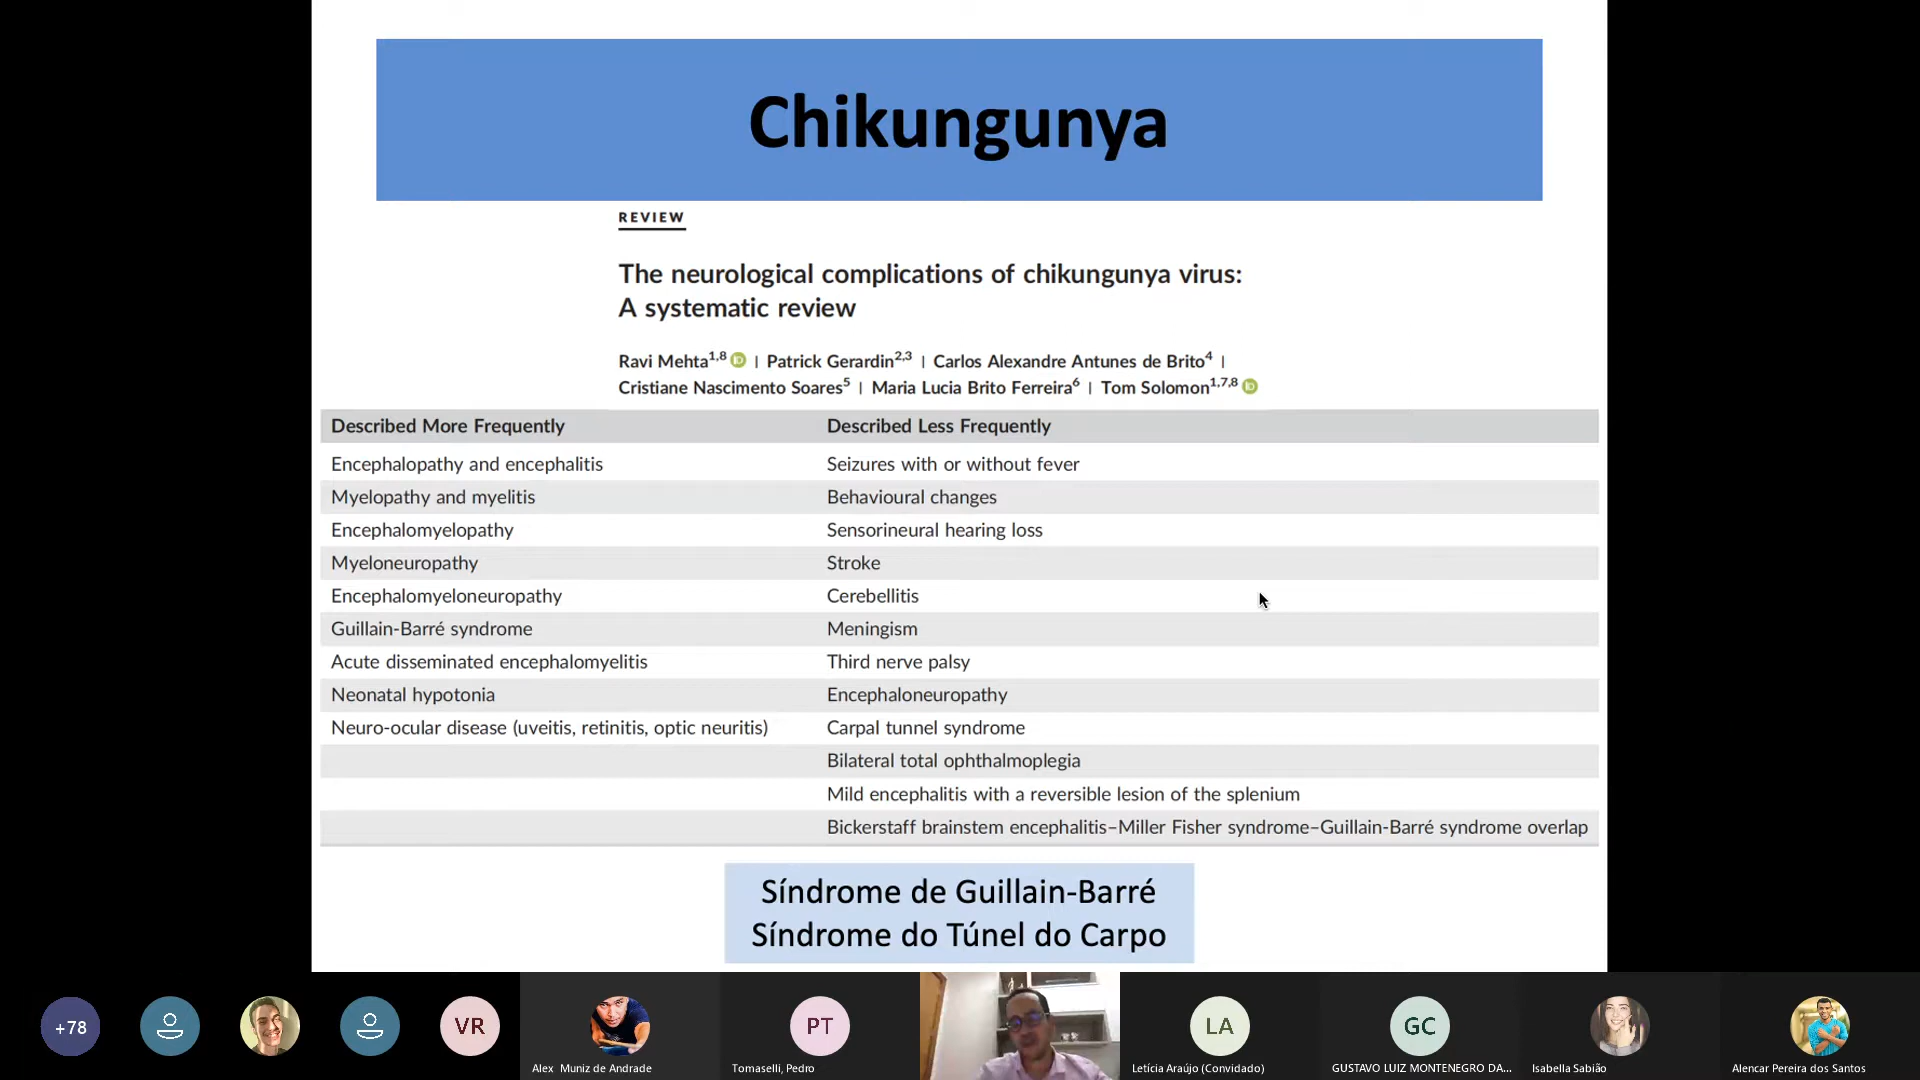 Chikungunya
REVIEW
The neurological complications of chikungunya virus:
A systematic review
Ravi Mehta1,8 iD | Patrick Gerardin2,3 | Carlos Alexandre Antunes de Brito4 |
Cristiane Nascimento Soares5 | Maria Lucia Brito Ferreira6 | Tom Solomon1,7,8 iD
Described More Frequently Described Less Frequently
Encephalopathy and encephalitis Seizures with or without fever
Myelopathy and myelitis Behavioural changes
Encephalomyelopathy Sensorineural hearing loss
Myeloneuropathy Stroke
Encephalomyeloneuropathy Cerebellitis
Guillain-Barré syndrome Meningism
Acute disseminated encephalomyelitis Third nerve palsy
Neonatal hypotonia Encephaloneuropathy
Neuro-ocular disease (uveitis, retinitis, optic neuritis) Carpal tunnel syndrome
Bilateral total ophthalmoplegia
Mild encephalitis with a reversible lesion of the splenium
Bickerstaff brainstem encephalitis–Miller Fisher syndrome–Guillain-Barré syndrome overlap
Síndrome de Guillain-Barré
Síndrome do Túnel do Carpo
+78 VR PT LA GC
Alex Muniz de Andrade Tomaselli, Pedro Letícia Araújo (Convidado) GUSTAVO LUIZ MONTENEGRO DA... Isabella Sabião Alencar Pereira dos Santos